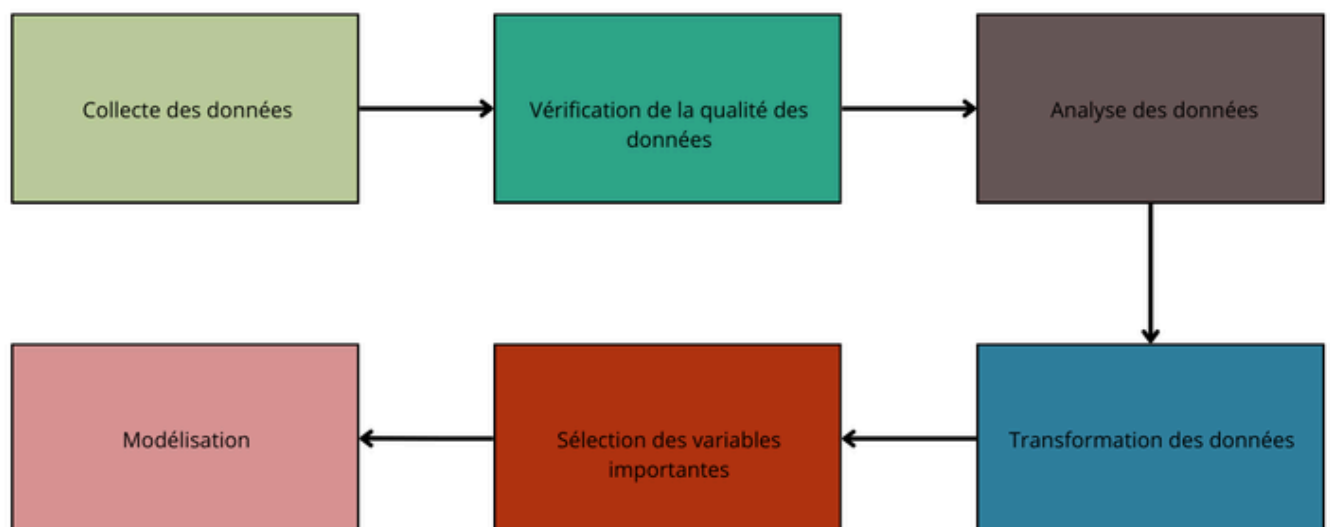 Collecte des données
Vérification de la qualité des
données
Analyse des données
Transformation des données
Sélection des variables
importantes
Modélisation